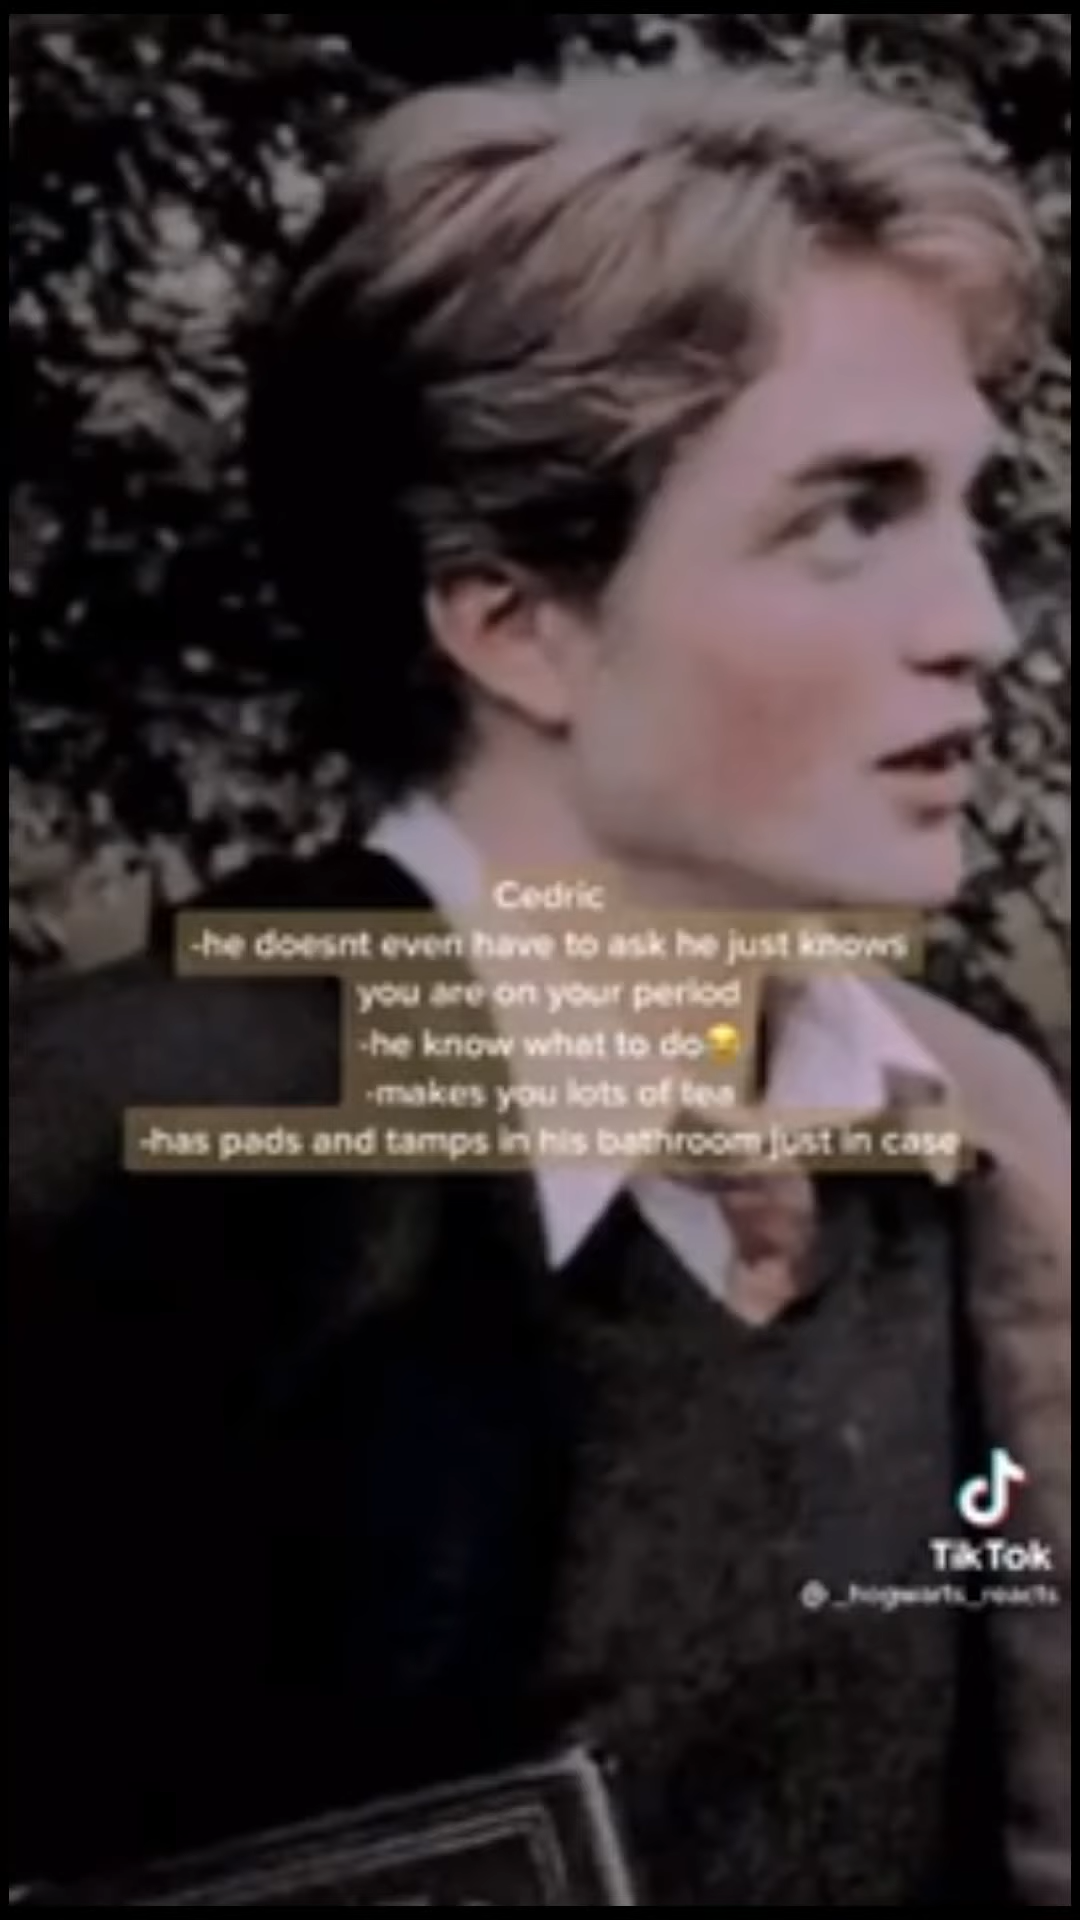 Cedric
-he doesnt even have to ask he just knows
you are on your period
-he know what to do
-makes you lots of tea
-has pads and tamps in his bathroom just in case
TikTok
@_hogwarts_reacts